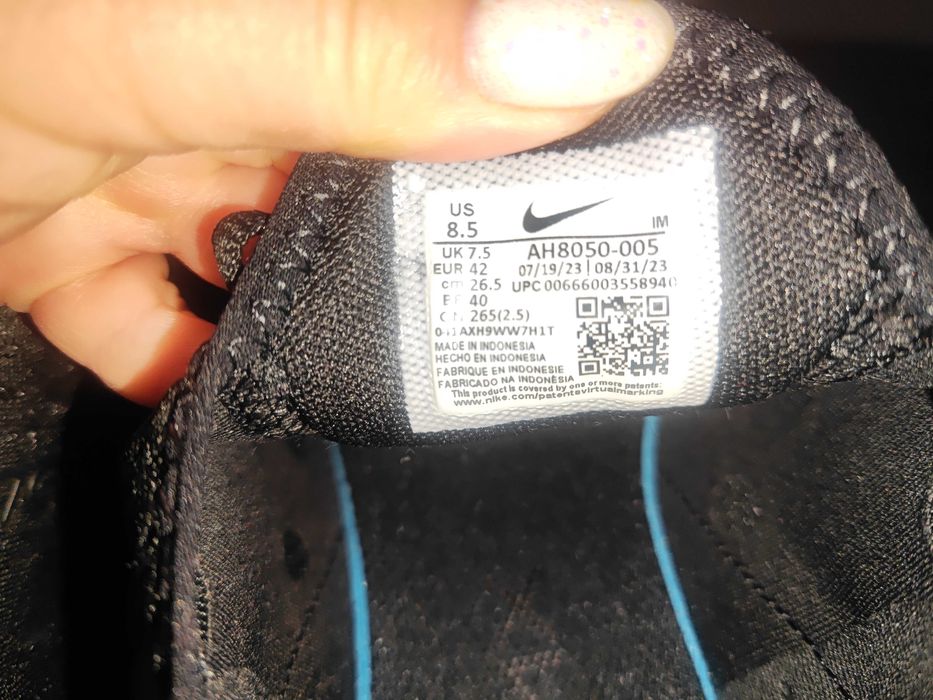 US
8.5
IM
UK 7.5
AH8050-005
EUR 42
07/19/23 | 08/31/23
cm 26.5
UPC 00666003558940
BR 40
CN 265(2.5)
AXH9WW7H1T
MADE IN INDONESIA
HECHO EN INDONESIA
FABRIQUE EN INDONESIE
FABRICADO NA INDONÉSIA
This product is covered by one or more patents:
www.nike.com/patentsvirtualmarking